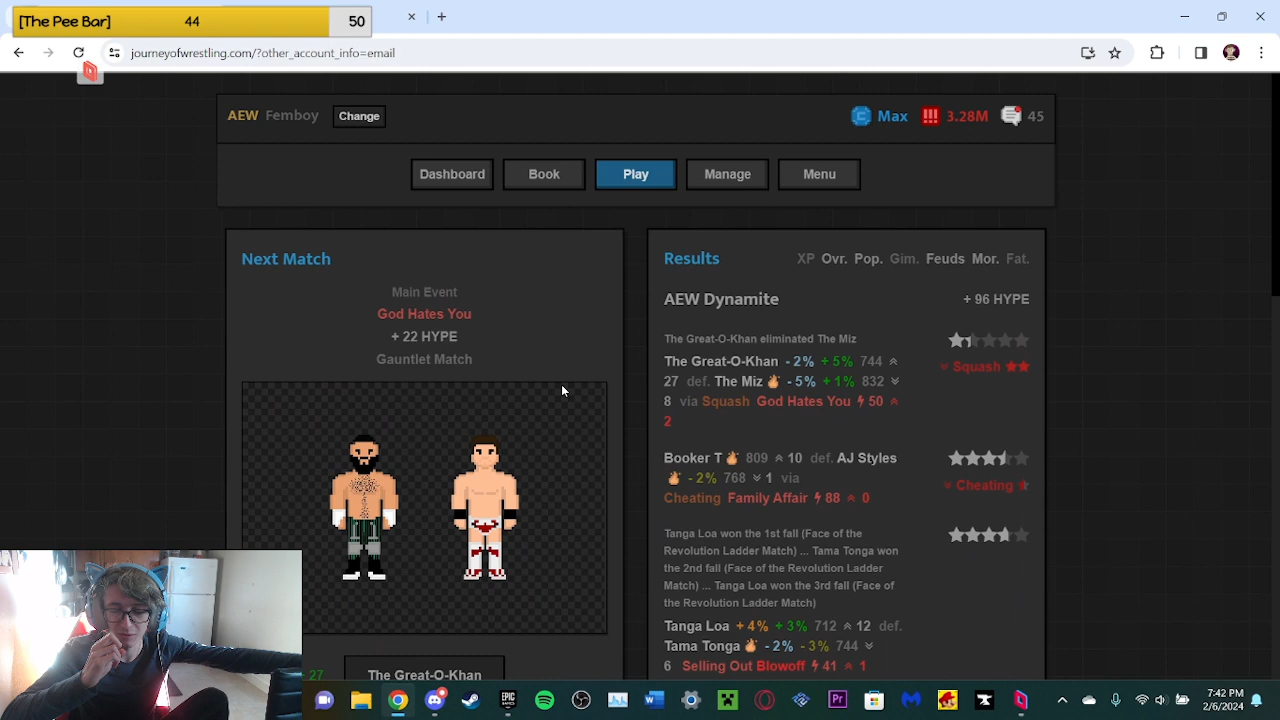 [The Pee Bar] 44 50
journeyofwrestling.com/?other_account_info=email
AEW Femboy Change Max 3.28M 45
Dashboard Book Play Manage Menu
Next Match
Main Event
God Hates You
+ 22 HYPE
Gauntlet Match
27 The Great-O-Khan
Results XP Ovr. Pop. Gim. Feuds Mor. Fat.
AEW Dynamite + 96 HYPE
The Great-O-Khan eliminated The Miz
The Great-O-Khan - 2% + 5% 744
Squash
27 def. The Miz - 5% + 1% 832
8 via Squash God Hates You 50
2
Booker T 809 10 def. AJ Styles
- 2% 768 1 via
Cheating
Cheating Family Affair 88 0
Tanga Loa won the 1st fall (Face of the
Revolution Ladder Match) ... Tama Tonga won
the 2nd fall (Face of the Revolution Ladder
Match) ... Tanga Loa won the 3rd fall (Face of
the Revolution Ladder Match)
Tanga Loa + 4% + 3% 712 12 def.
Tama Tonga - 2% - 3% 744
6 Selling Out Blowoff 41 1
EPIC GAMES W Pr
7:42 PM
2/6/2024